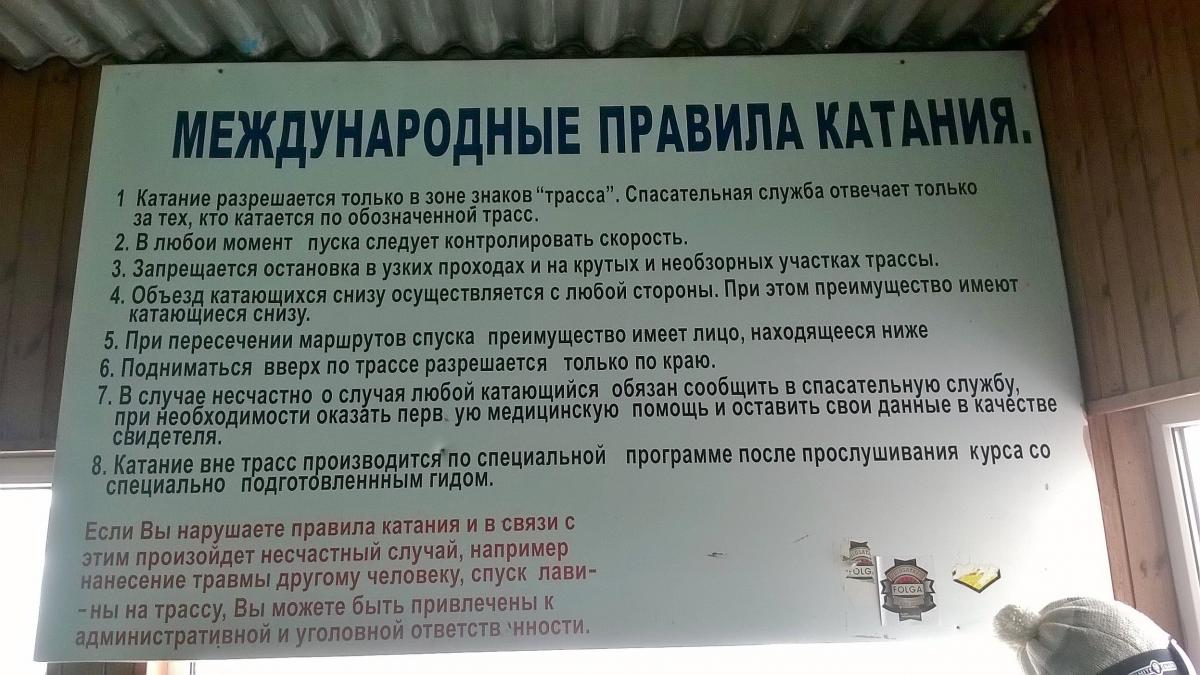 МЕЖДУНАРОДНЫЕ ПРАВИЛА КАТАНИЯ.
1 Катание разрешается только в зоне знаков “трасса”. Спасательная служба отвечает только
за тех, кто катается по обозначенной трасс.
2. В любой момент пуска следует контролировать скорость.
3. Запрещается остановка в узких проходах и на крутых и необзорных участках трассы.
4. Объезд катающихся снизу осуществляется с любой стороны. При этом преимущество имеют
катающиеся снизу.
5. При пересечении маршрутов спуска преимущество имеет лицо, находящееся ниже
6. Подниматься вверх по трассе разрешается только по краю.
7. В случае несчастно о случая любой катающийся обязан сообщить в спасательную службу,
при необходимости оказать перв ую медицинскую помощь и оставить свои данные в качестве
свидетеля.
8. Катание вне трасс производится по специальной программе после прослушивания курса со
специально подготовленнным гидом.
Если Вы нарушаете правила катания и в связи с
этим произойдет несчастный случай, например
нанесение травмы другому человеку, спуск лави-
-ны на трассу, Вы можете быть привлечены к
административной и уголовной ответств нности.
FOLGA